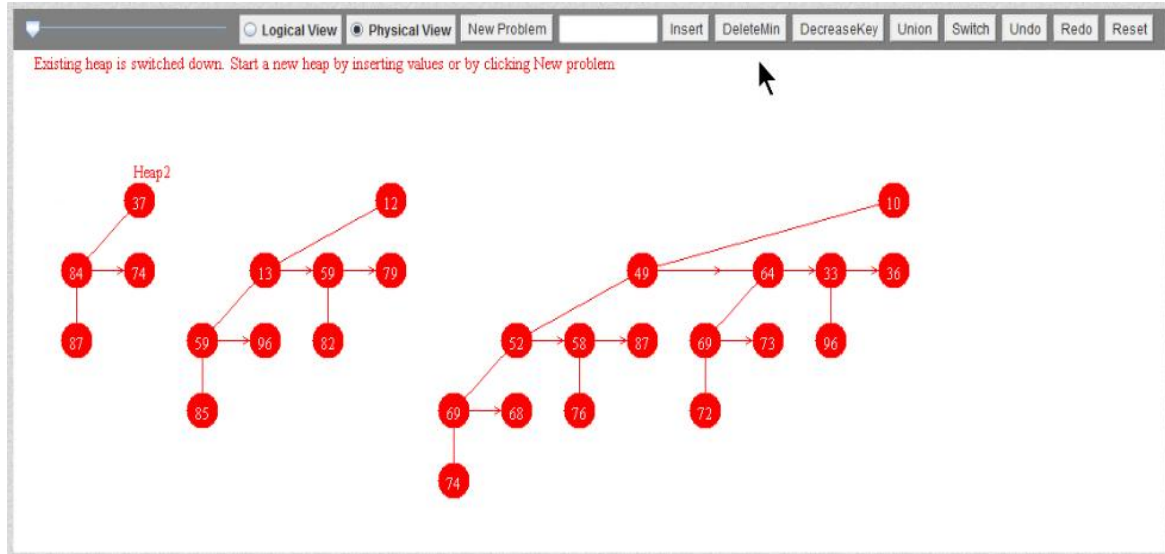 Logical View Physical View New Problem Insert DeleteMin DecreaseKey Union Switch Undo Redo Reset
Existing heap is switched down. Start a new heap by inserting values or by clicking New problem
Heap2
37 12 10
84 74 13 59 79 49 64 33 36
87 59 96 82 52 58 87 69 73 96
85 69 68 76 72
74